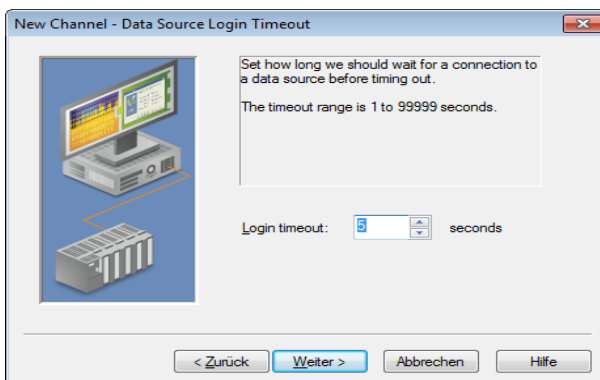 New Channel - Data Source Login Timeout
Set how long we should wait for a connection to
a data source before timing out.
The timeout range is 1 to 99999 seconds.
Login timeout: 5 seconds
< Zurück Weiter > Abbrechen Hilfe